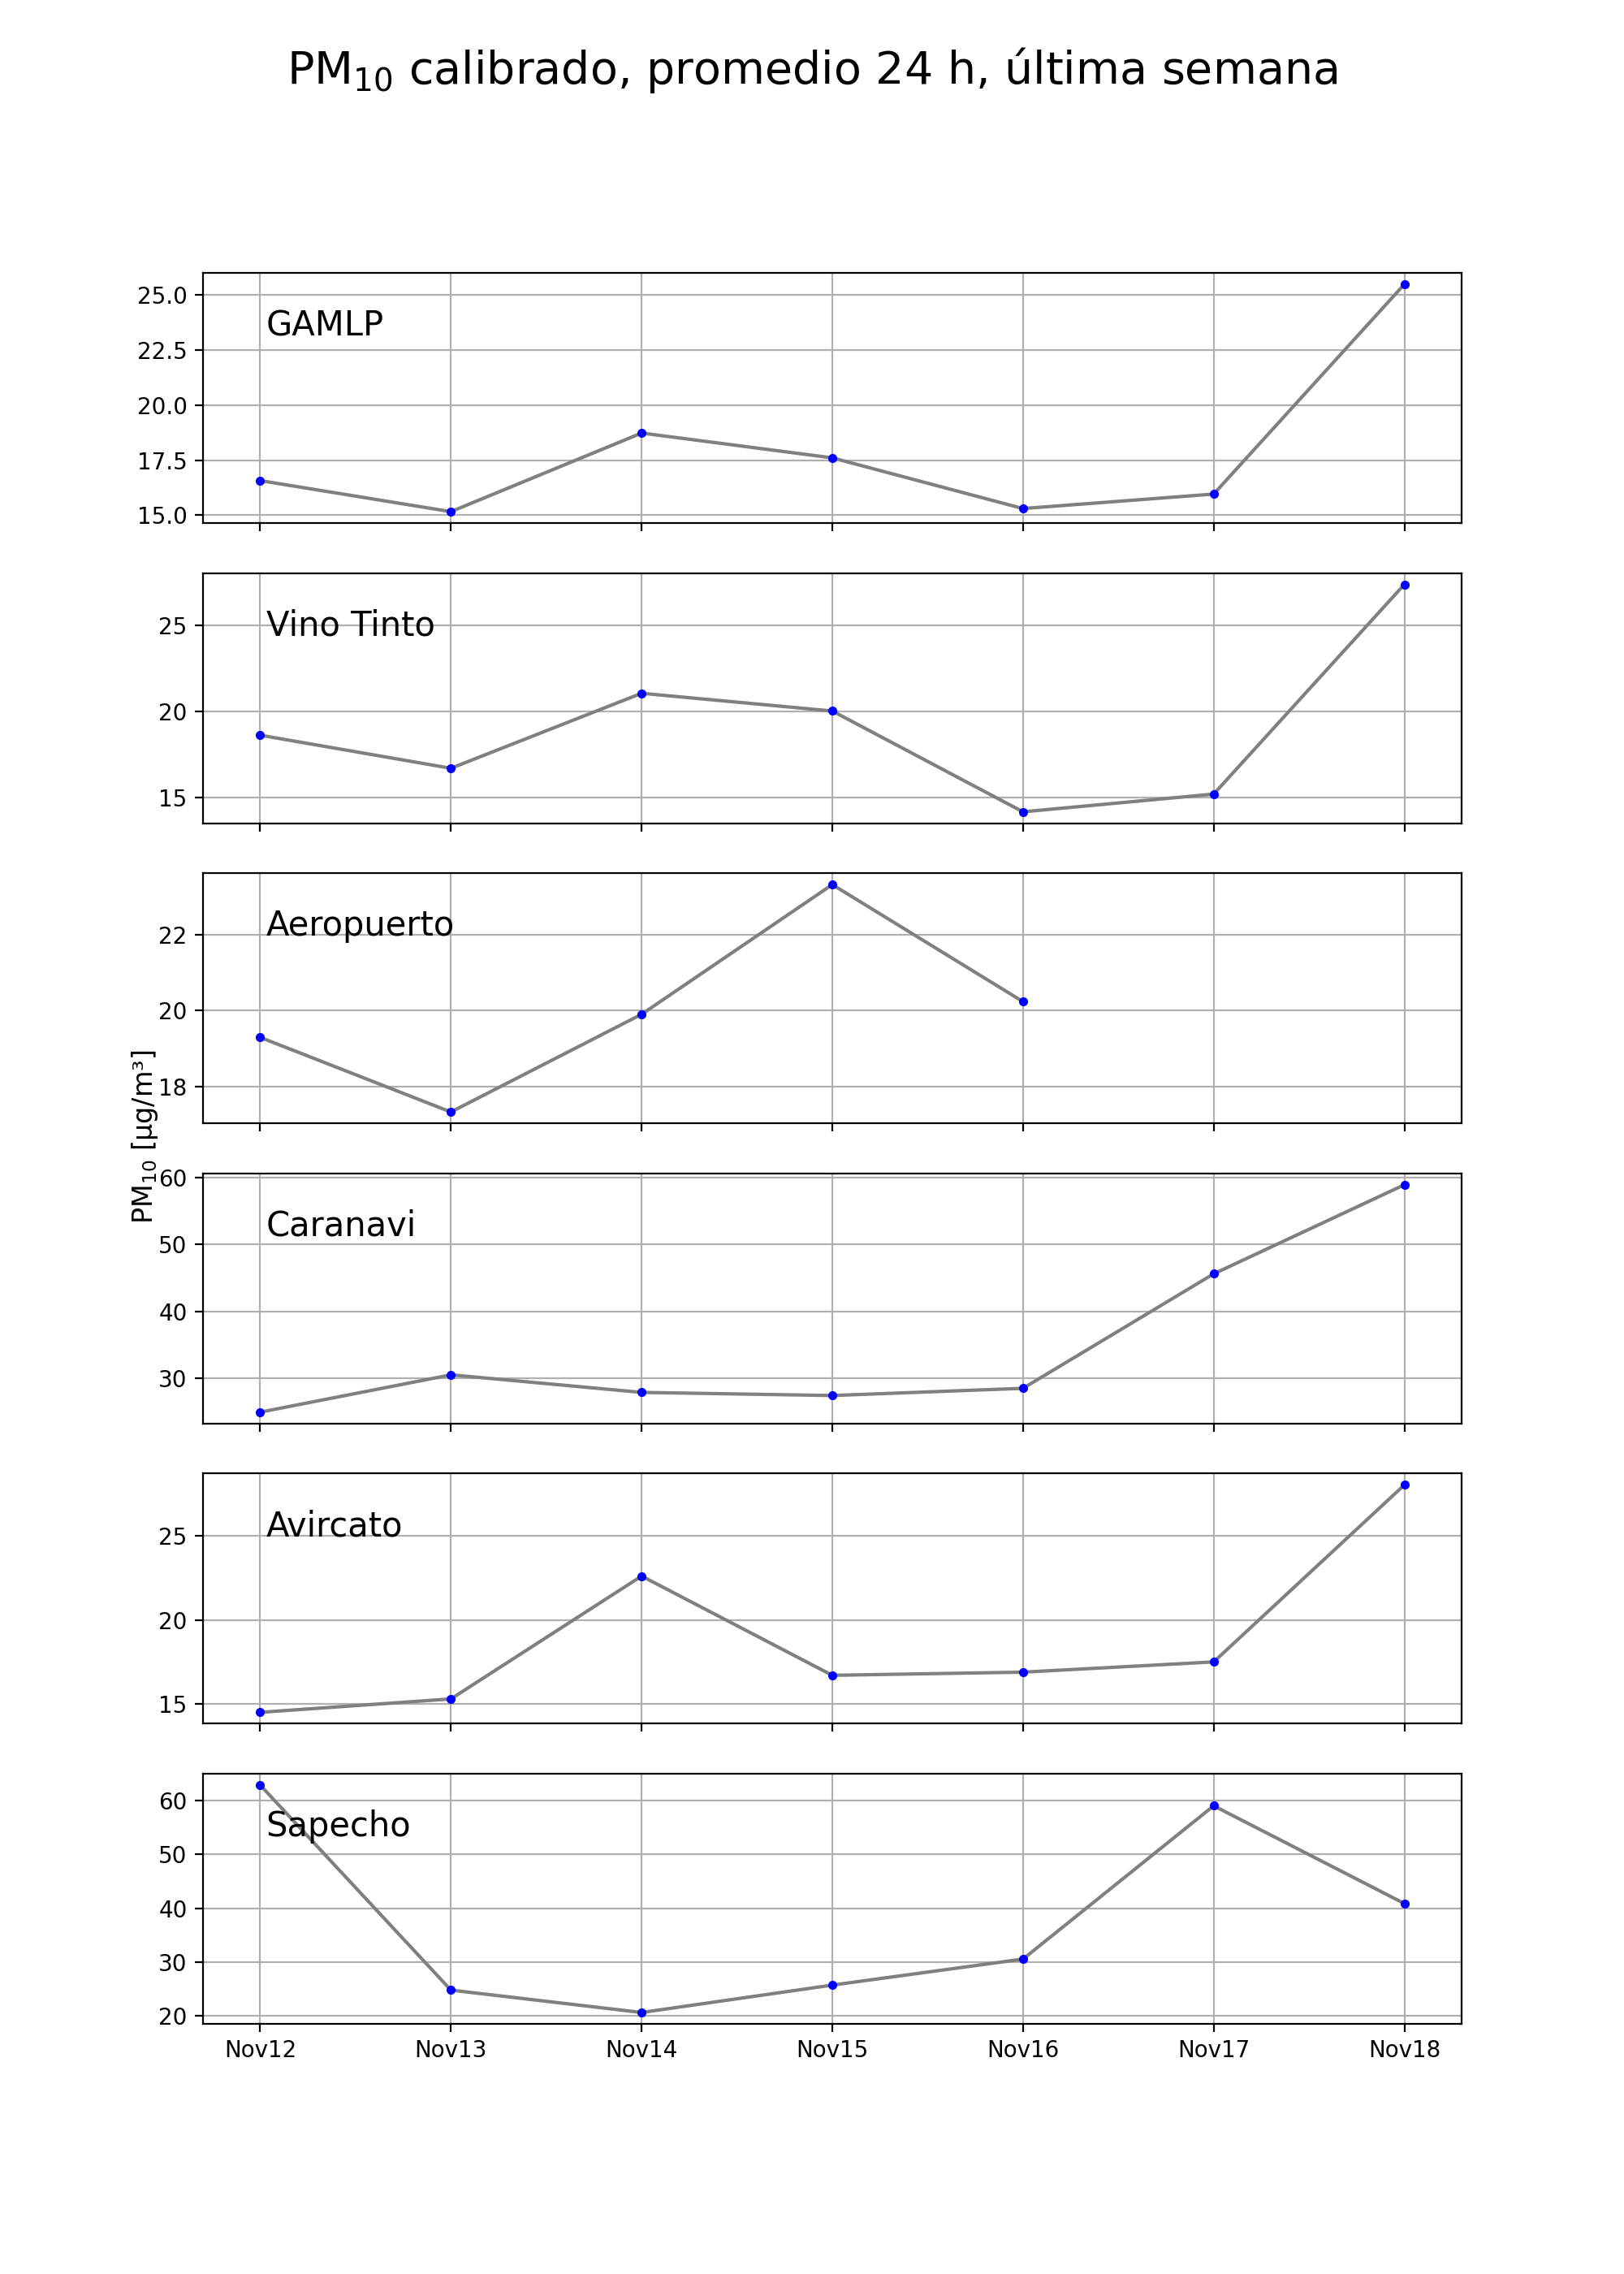 PM₁₀ calibrado, promedio 24 h, última semana
25.0
GAMLP
22.5
20.0
17.5
15.0
Vino Tinto
25
20
15
Aeropuerto
22
20
18
PM₁₀ [µg/m³]
60
Caranavi
50
40
30
Avircato
25
20
15
60
Sapecho
50
40
30
20
Nov12 Nov13 Nov14 Nov15 Nov16 Nov17 Nov18